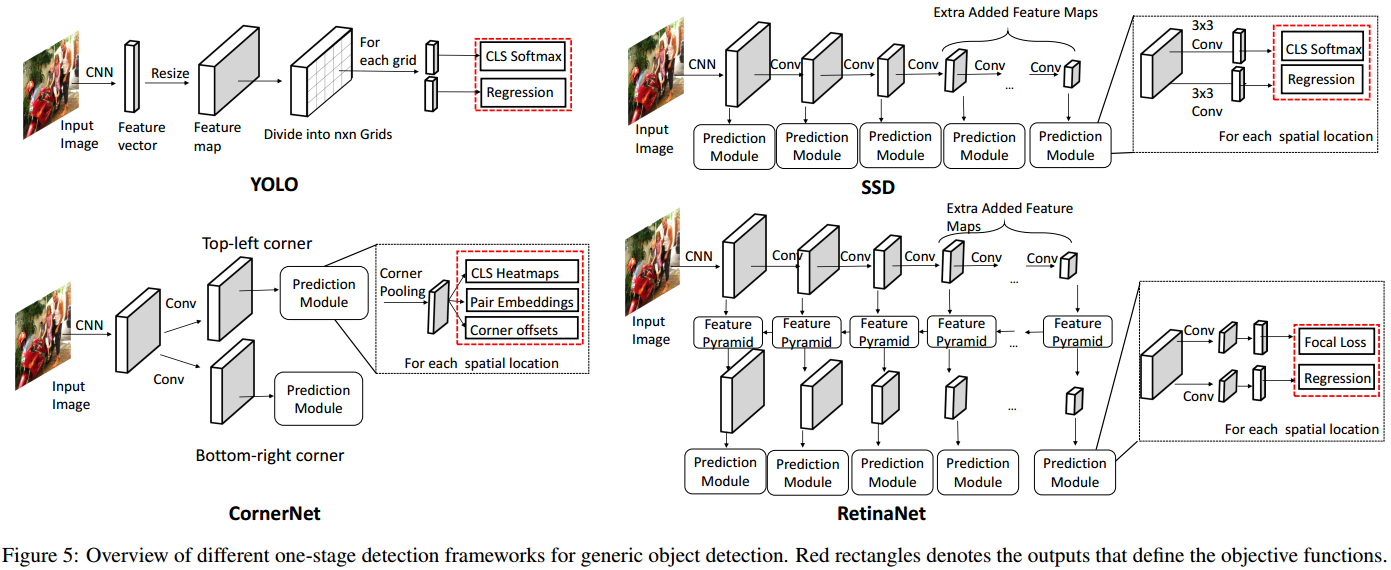 CNN
Resize
For
each grid
CLS Softmax
Regression
Input
Image
Feature
vector
Feature
map
Divide into nxn Grids
YOLO
Extra Added Feature Maps
CNN
Conv
Conv
Conv
Conv
...
Input
Image
Prediction
Module
Prediction
Module
Prediction
Module
Prediction
Module
Prediction
Module
3x3
Conv
3x3
Conv
CLS Softmax
Regression
For each spatial location
SSD
Top-left corner
CNN
Conv
Conv
Input
Image
Prediction
Module
Prediction
Module
Corner
Pooling
CLS Heatmaps
Pair Embeddings
Corner offsets
For each spatial location
Bottom-right corner
CornerNet
Extra Added Feature
Maps
CNN
Conv
Conv
Conv
Conv
...
Input
Image
Feature
Pyramid
Feature
Pyramid
Feature
Pyramid
Feature
Pyramid
...
Feature
Pyramid
...
Prediction
Module
Prediction
Module
Prediction
Module
Prediction
Module
Prediction
Module
Conv
Conv
Focal Loss
Regression
For each spatial location
RetinaNet
Figure 5: Overview of different one-stage detection frameworks for generic object detection. Red rectangles denotes the outputs that define the objective functions.